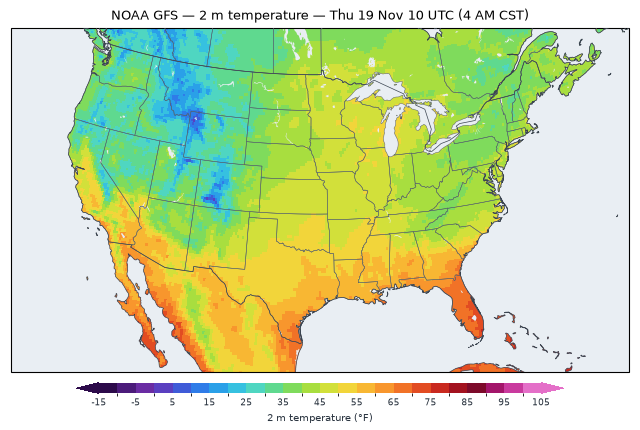 NOAA GFS — 2 m temperature — Thu 19 Nov 10 UTC (4 AM CST)
-15 -5 5 15 25 35 45 55 65 75 85 95 105
2 m temperature (°F)